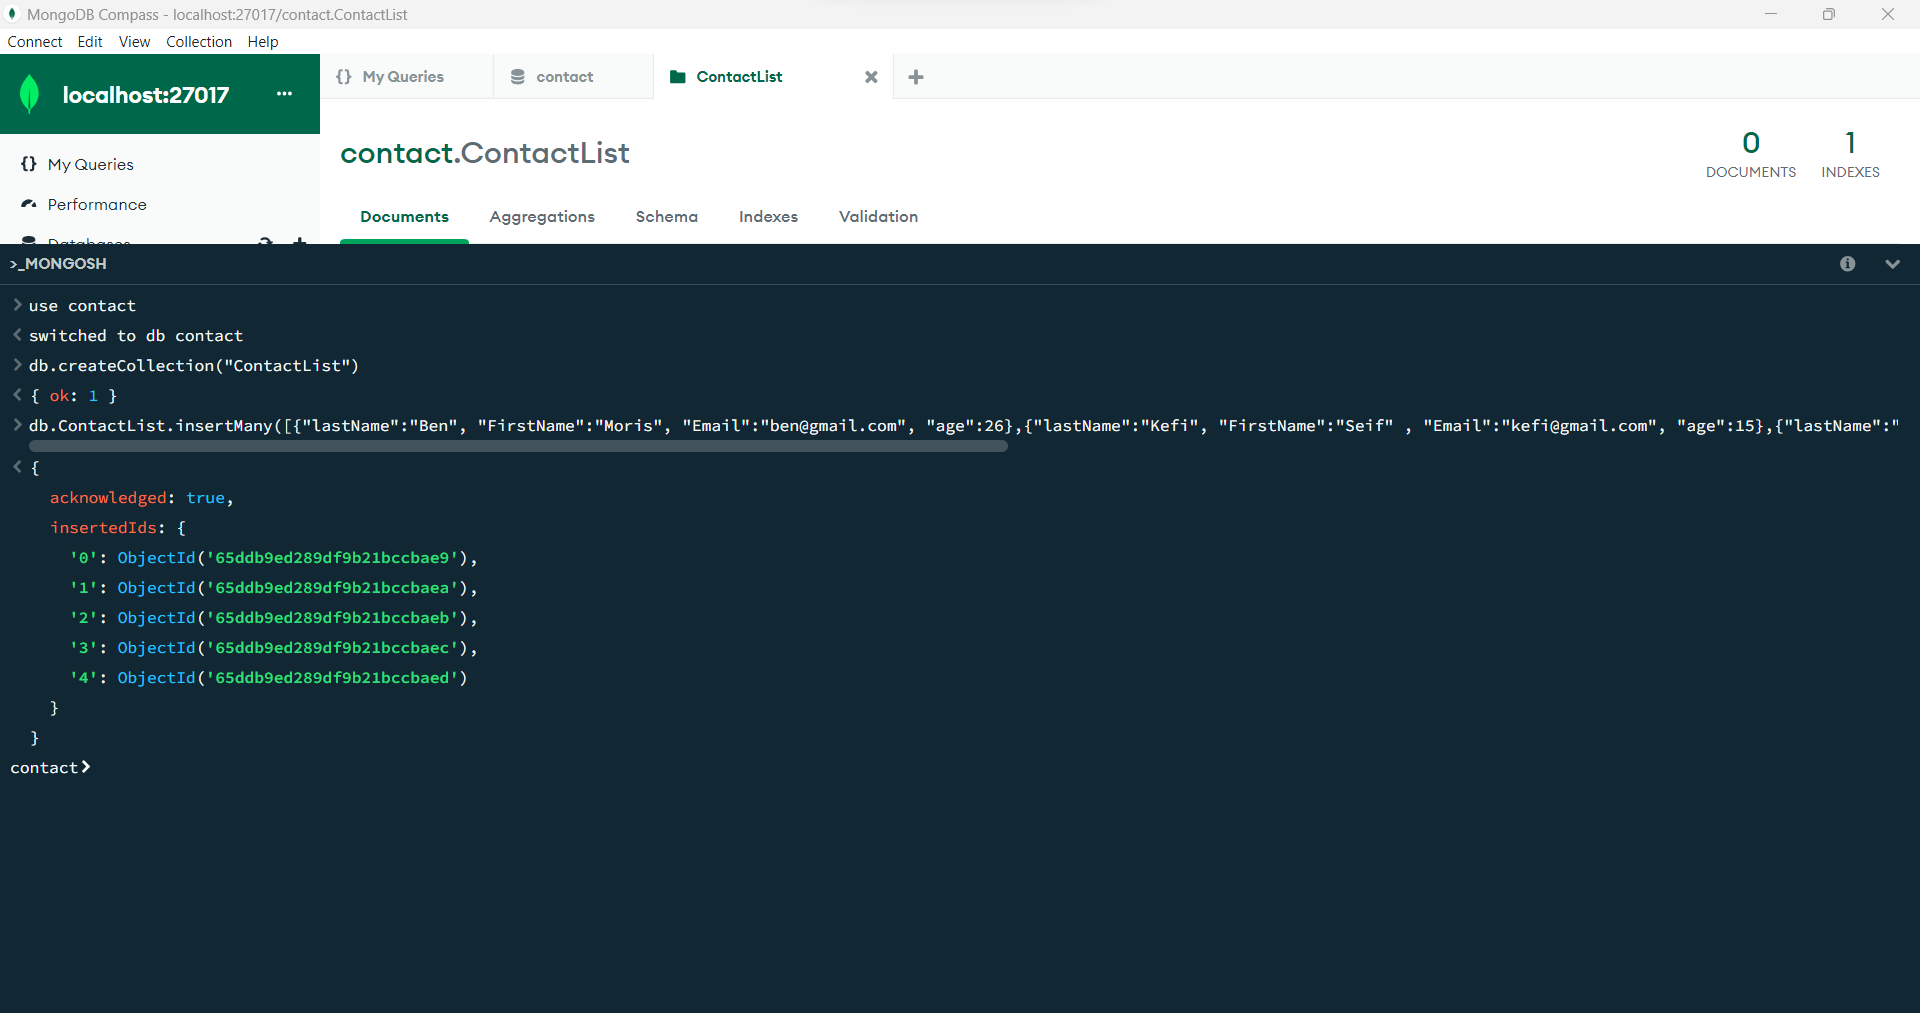 MongoDB Compass - localhost:27017/contact.ContactList
Connect Edit View Collection Help
localhost:27017 ...
{} My Queries
contact
ContactList
{} My Queries
Performance
Databases
contact.ContactList
0
DOCUMENTS
1
INDEXES
Documents Aggregations Schema Indexes Validation
>_MONGOSH
> use contact
< switched to db contact
> db.createCollection("ContactList")
< { ok: 1 }
> db.ContactList.insertMany([{"lastName":"Ben", "FirstName":"Moris", "Email":"ben@gmail.com", "age":26},{"lastName":"Kefi", "FirstName":"Seif" , "Email":"kefi@gmail.com", "age":15},{"lastName":"
< {
acknowledged: true,
insertedIds: {
'0': ObjectId('65ddb9ed289df9b21bccbae9'),
'1': ObjectId('65ddb9ed289df9b21bccbaea'),
'2': ObjectId('65ddb9ed289df9b21bccbaeb'),
'3': ObjectId('65ddb9ed289df9b21bccbaec'),
'4': ObjectId('65ddb9ed289df9b21bccbaed')
}
}
contact>